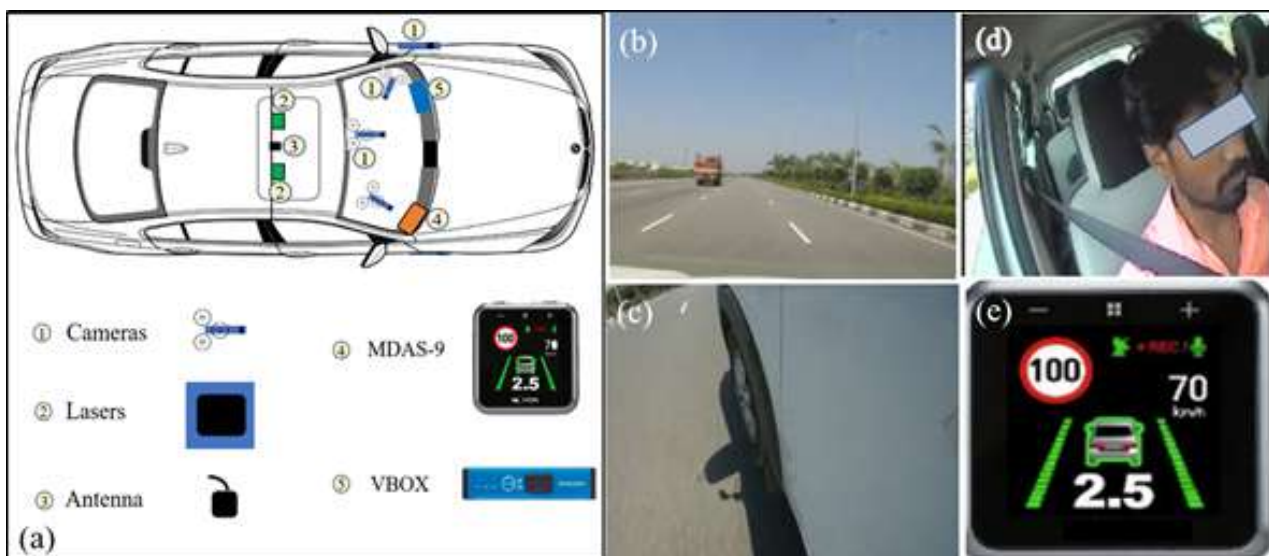 ①
①
②
①
⑤
③
②
④
① Cameras
② Lasers
③ Antenna
(a)
④ MDAS-9
100
2.5
⑤ VBOX
(b)
(c)
(d)
(e)
100
REC
70
km/h
2.5